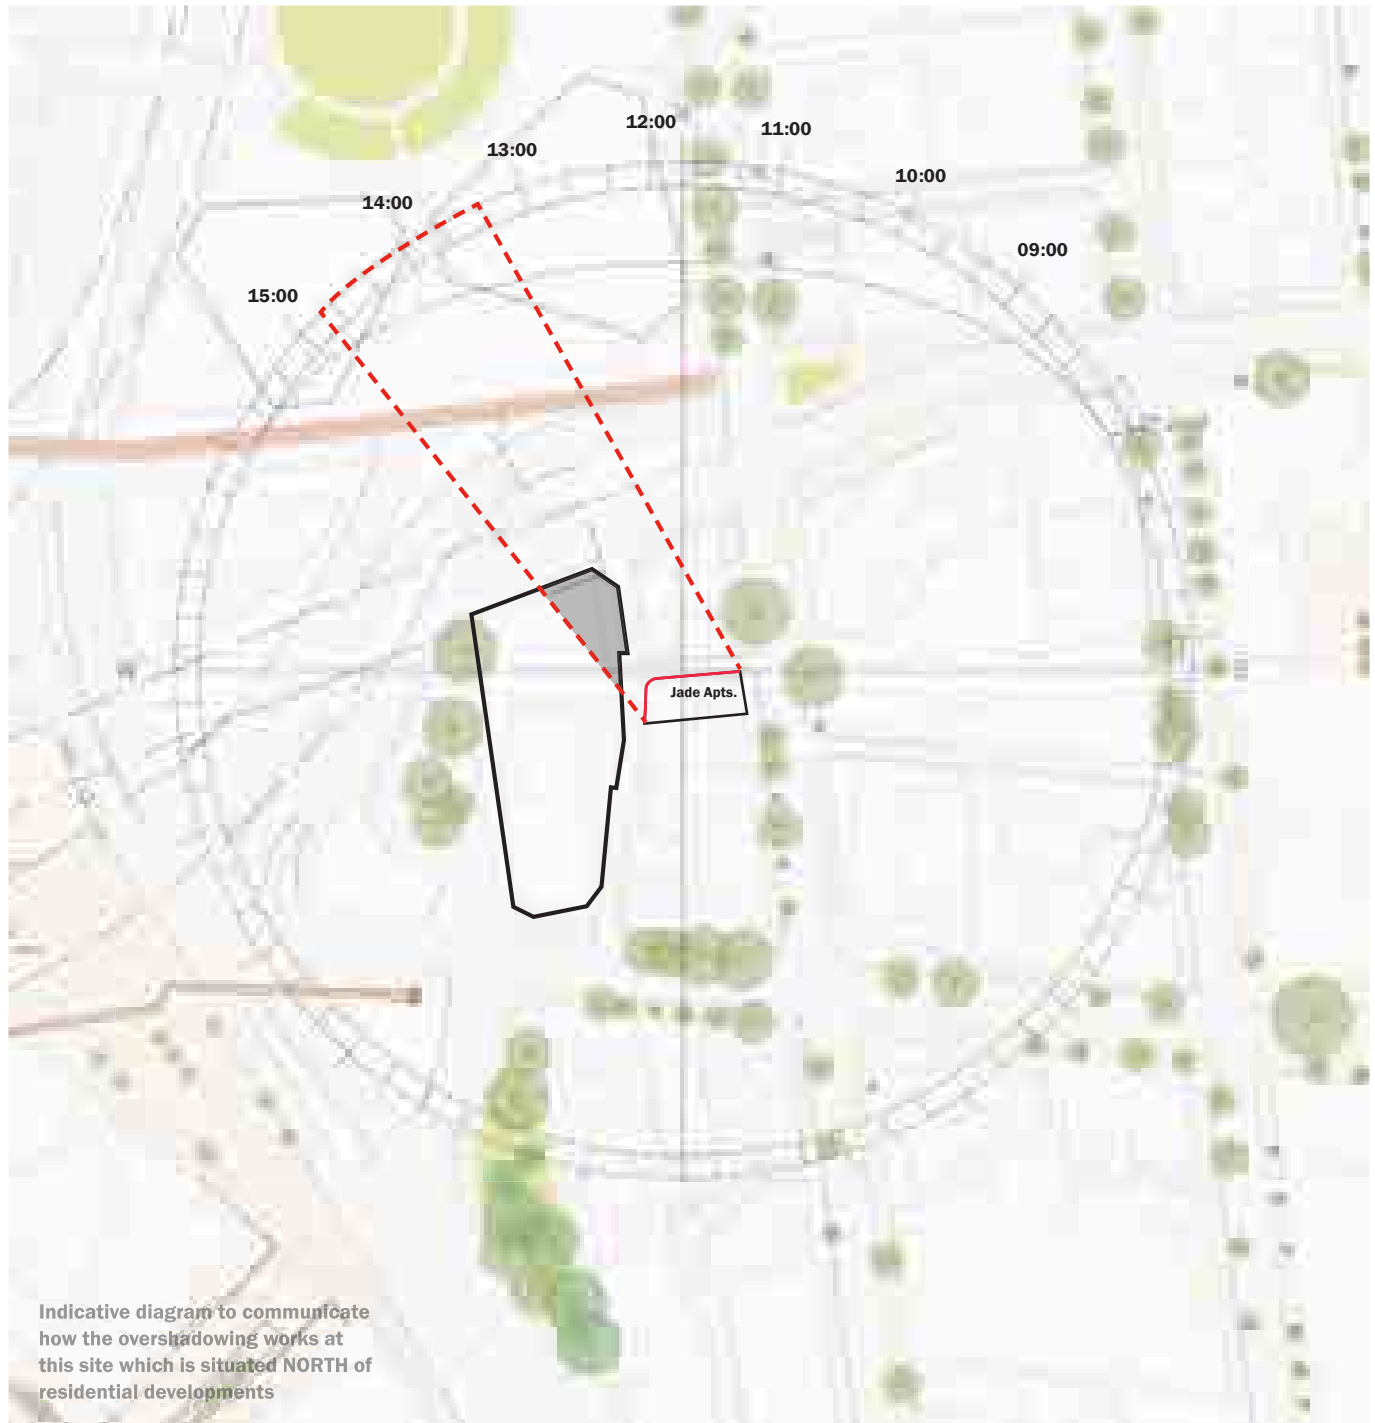 12:00
11:00
13:00
10:00
14:00
09:00
15:00
Jade Apts.
Indicative diagram to communicate
how the overshadowing works at
this site which is situated NORTH of
residential developments